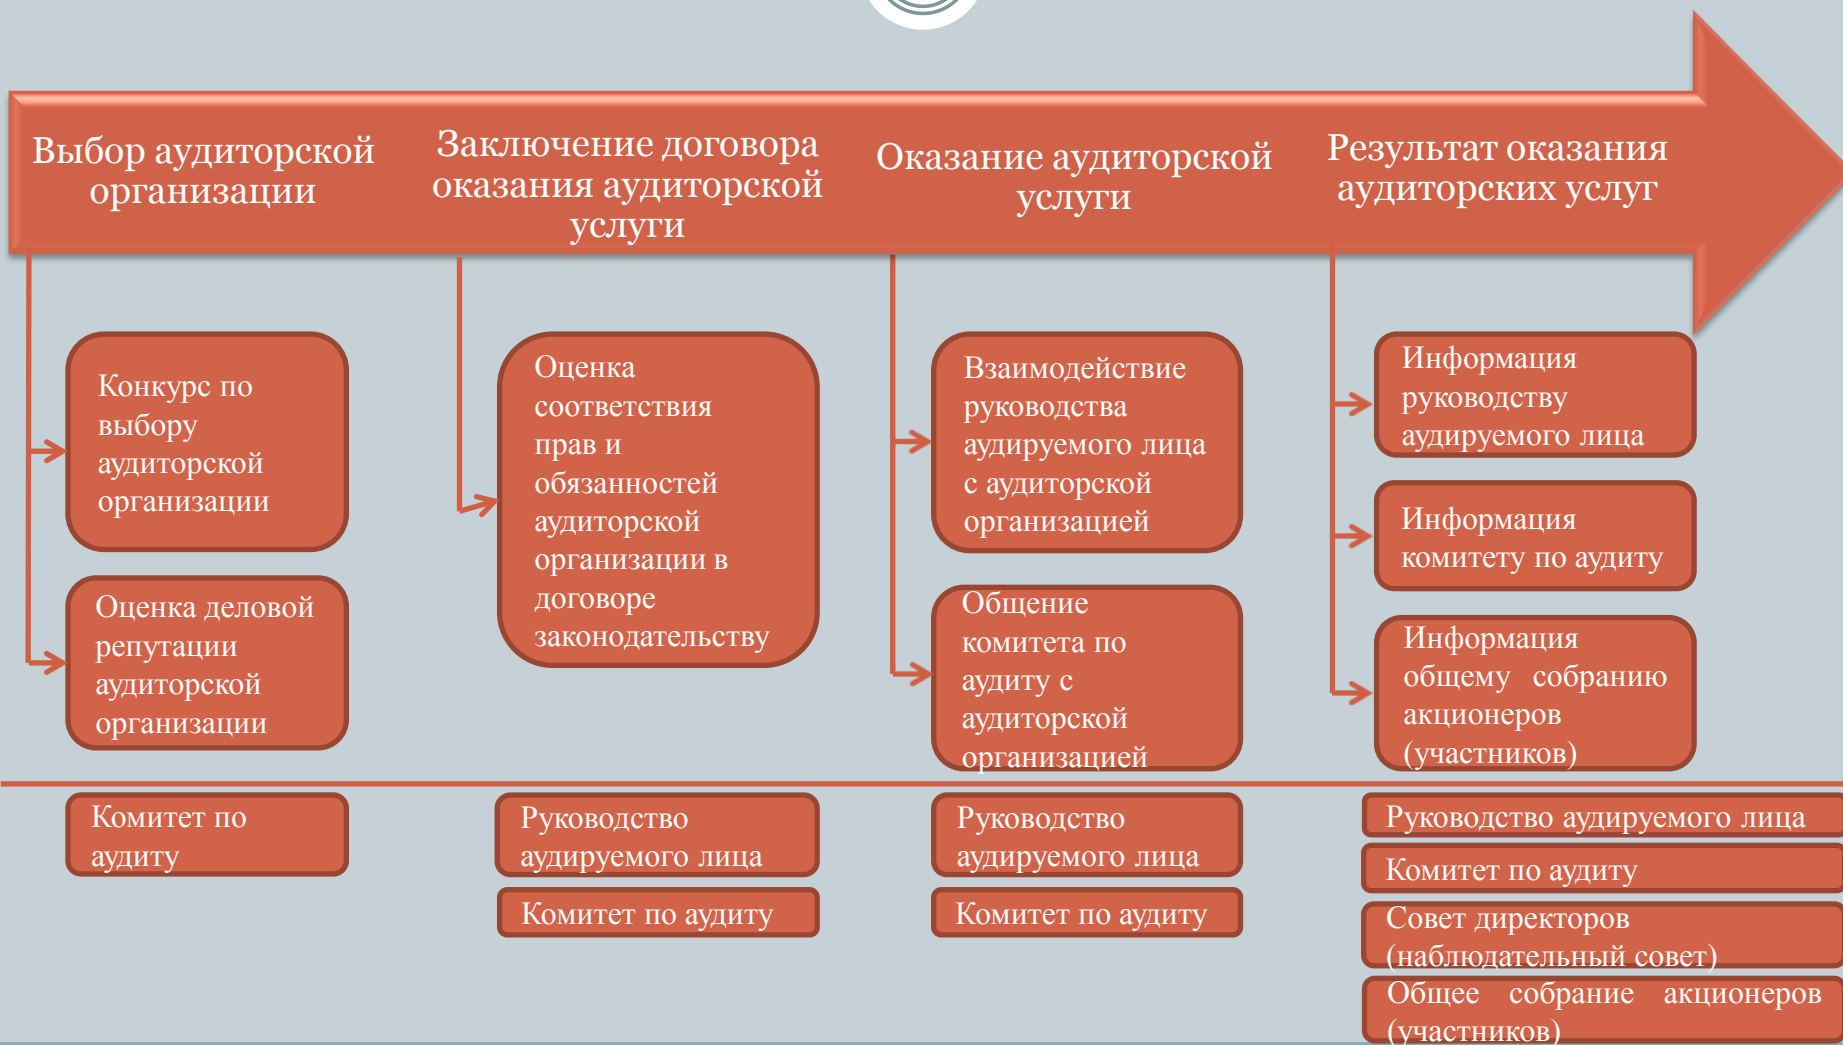 Выбор аудиторской
организации
Заключение договора
оказания аудиторской
услуги
Оказание аудиторской
услуги
Результат оказания
аудиторских услуг
Конкурс по
выбору
аудиторской
организации
Оценка деловой
репутации
аудиторской
организации
Оценка
соответствия
прав и
обязанностей
аудиторской
организации в
договоре
законодательству
Взаимодействие
руководства
аудируемого лица
с аудиторской
организацией
Общение
комитета по
аудиту с
аудиторской
организацией
Информация
руководству
аудируемого лица
Информация
комитету по аудиту
Информация
общему собранию
акционеров
(участников)
Комитет по
аудиту
Руководство
аудируемого лица
Комитет по аудиту
Руководство
аудируемого лица
Комитет по аудиту
Руководство аудируемого лица
Комитет по аудиту
Совет директоров
(наблюдательный совет)
Общее собрание акционеров
(участников)